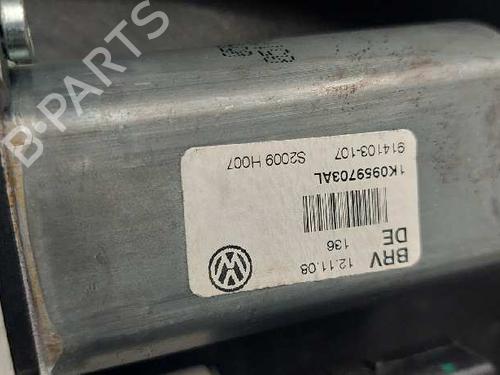 B-PARTS
BRV
DE
12.11.08
136
1K0959703AL
914103-107
S2009 H007